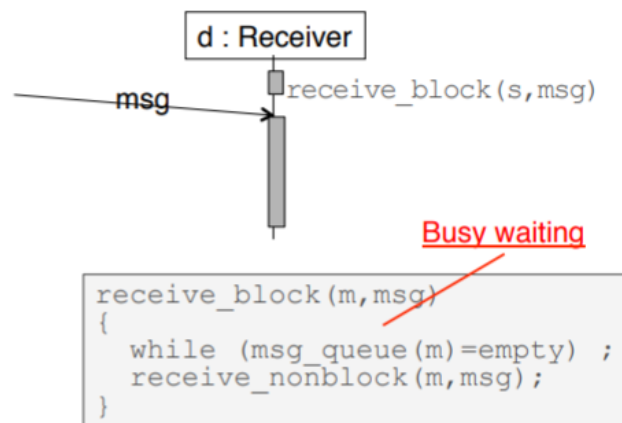 d : Receiver
receive_block(s,msg)
msg
Busy waiting
receive_block(m,msg)
{
while (msg_queue(m)=empty) ;
receive_nonblock(m,msg);
}